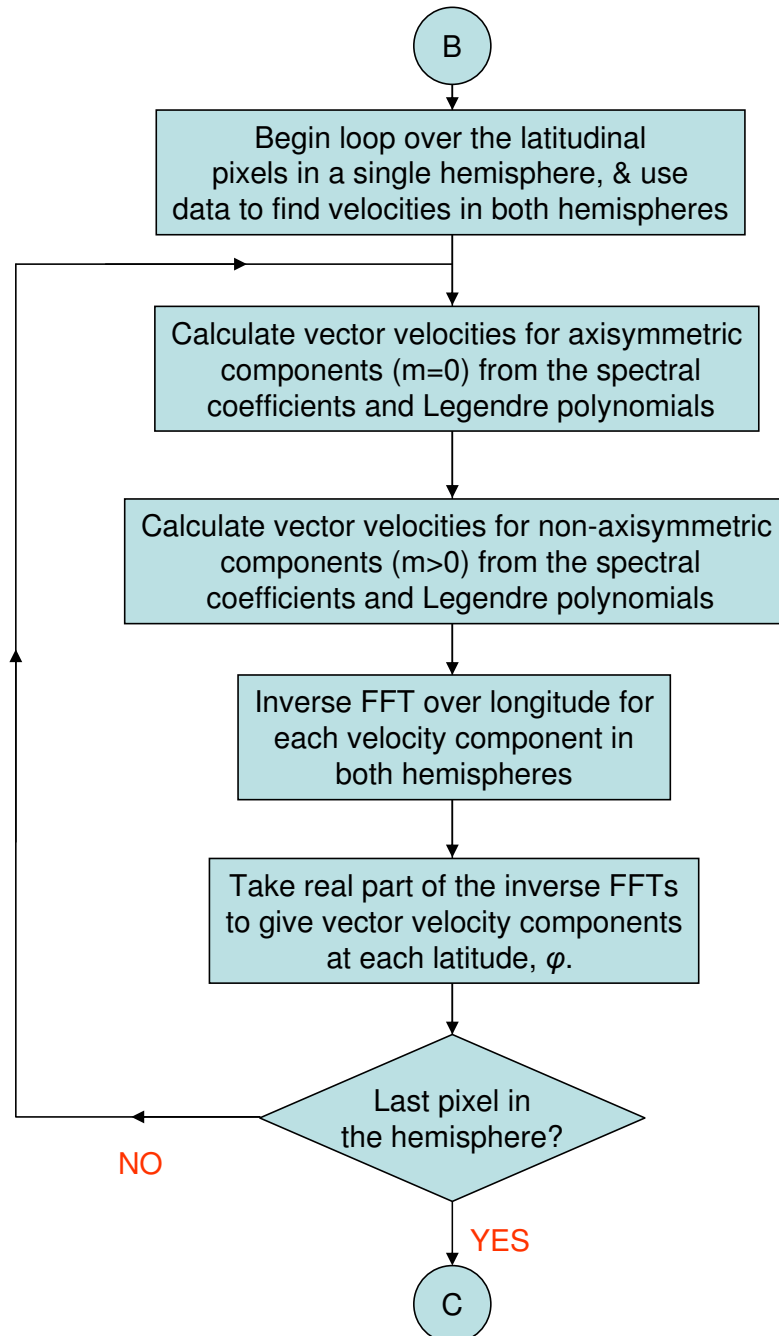 B
Begin loop over the latitudinal
pixels in a single hemisphere, & use
data to find velocities in both hemispheres
Calculate vector velocities for axisymmetric
components (m=0) from the spectral
coefficients and Legendre polynomials
Calculate vector velocities for non-axisymmetric
components (m>0) from the spectral
coefficients and Legendre polynomials
Inverse FFT over longitude for
each velocity component in
both hemispheres
Take real part of the inverse FFTs
to give vector velocity components
at each latitude, φ.
Last pixel in
the hemisphere?
NO
YES
C